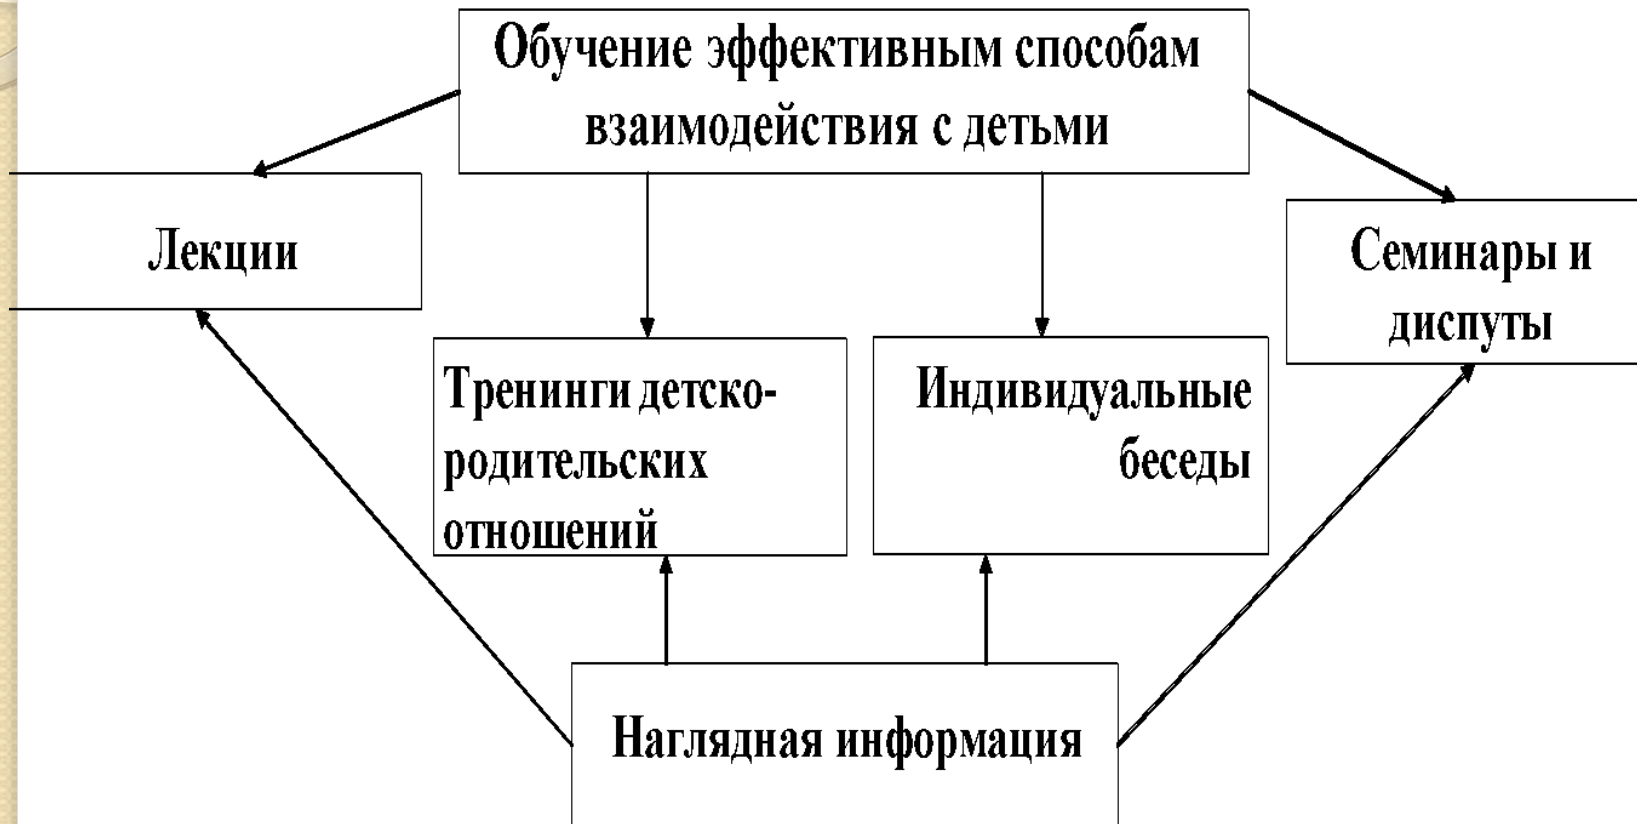 Обучение эффективным способам
взаимодействия с детьми
Лекции
Семинары и
диспуты
Тренинги детско-
родительских
отношений
Индивидуальные
беседы
Наглядная информация